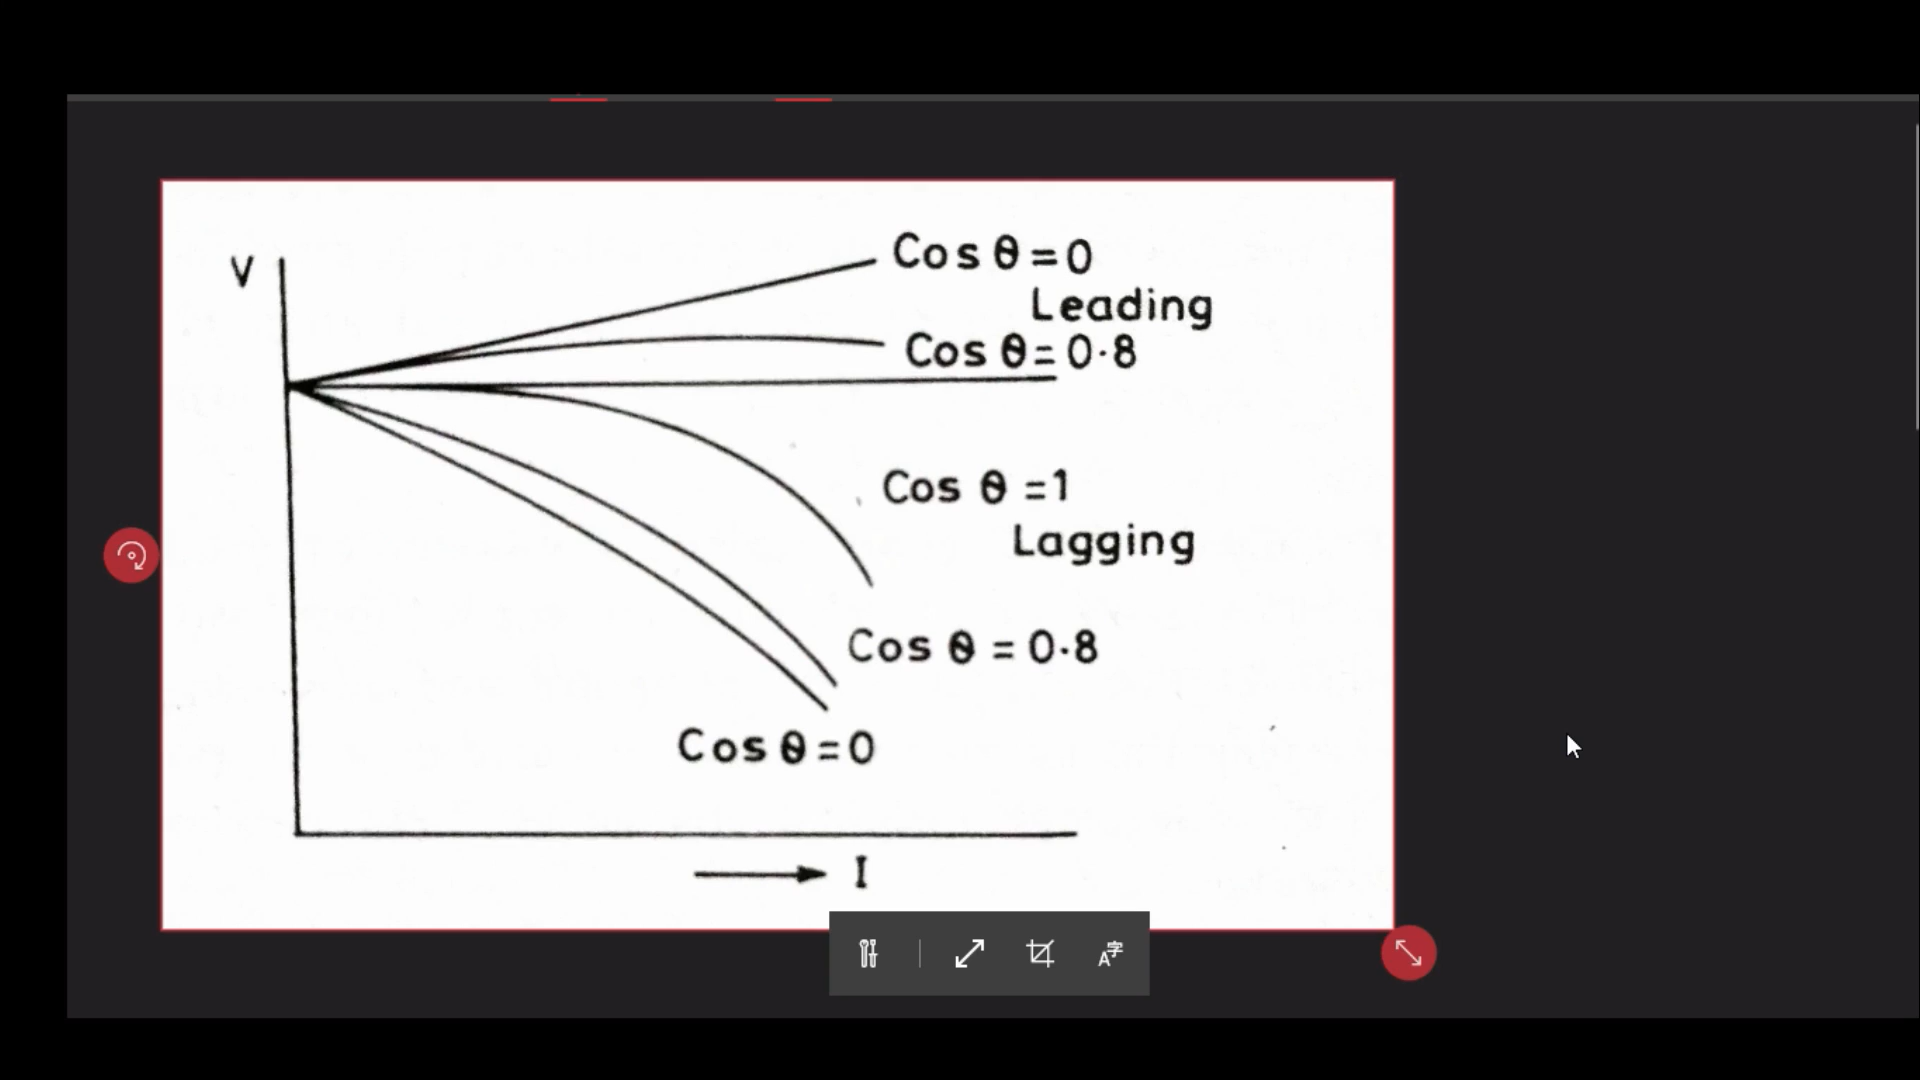 V
Cos θ = 0
Leading
Cos θ = 0·8
Cos θ = 1
Lagging
Cos θ = 0·8
Cos θ = 0
I